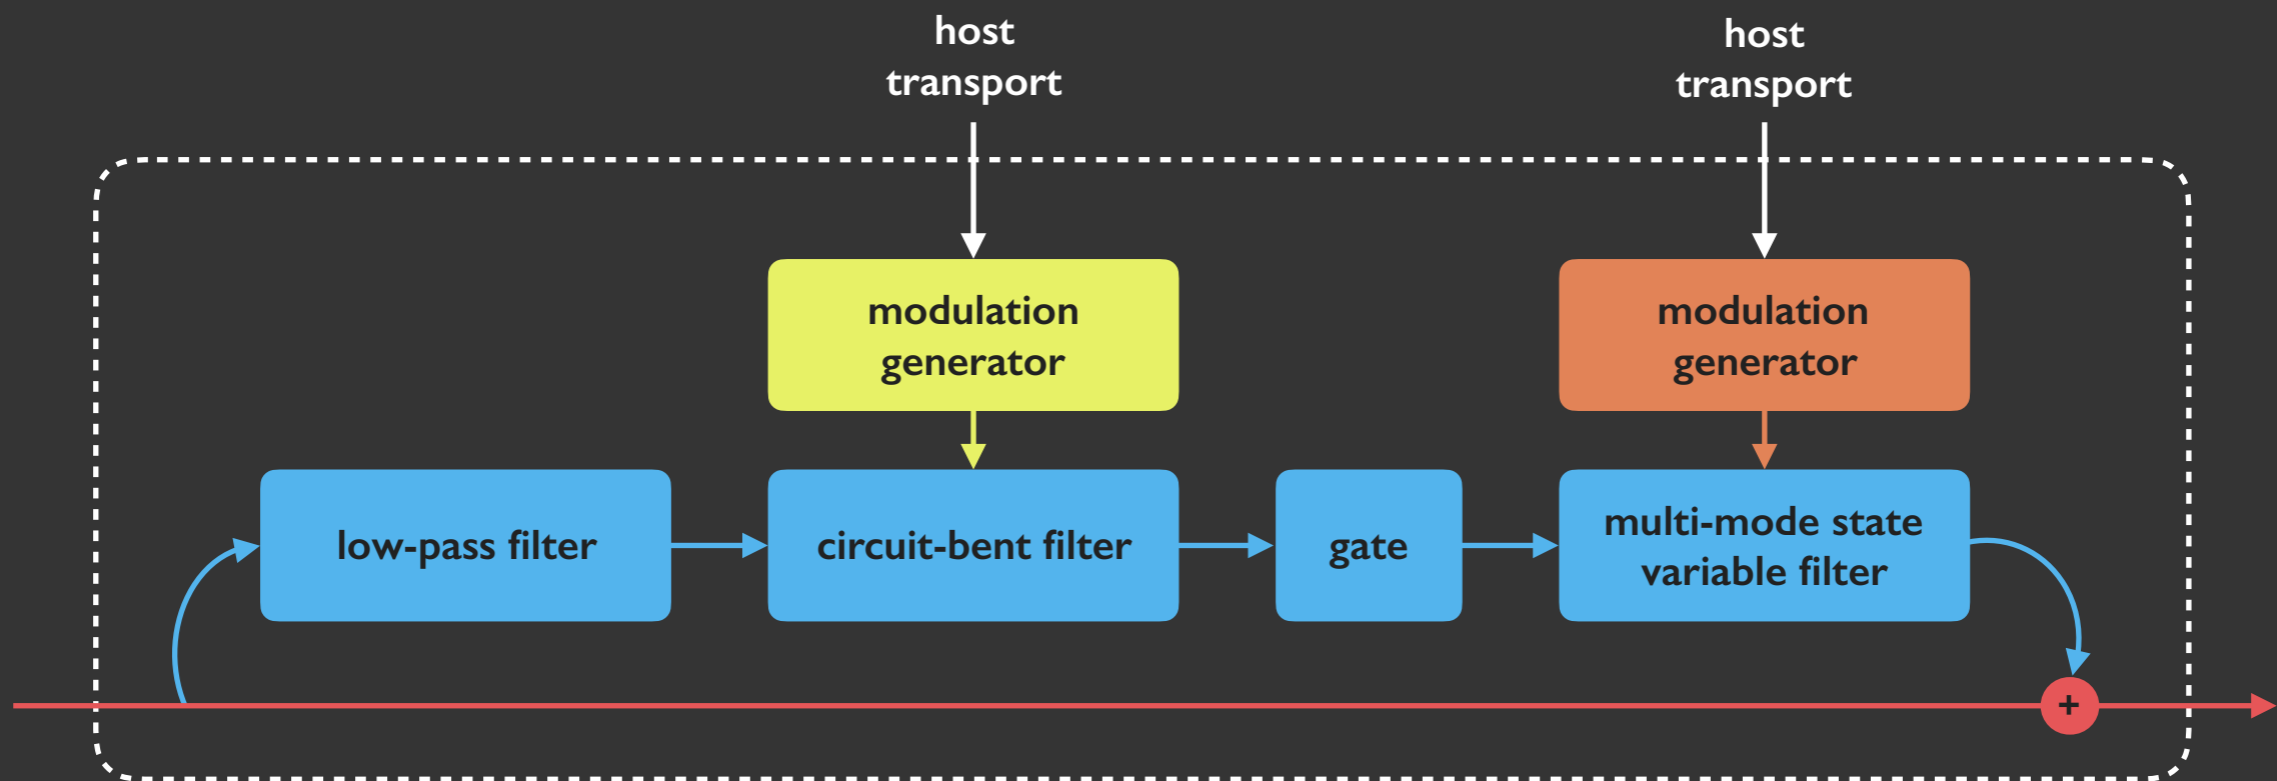 host
transport
host
transport
modulation
generator
modulation
generator
low-pass filter
circuit-bent filter
gate
multi-mode state
variable filter
+